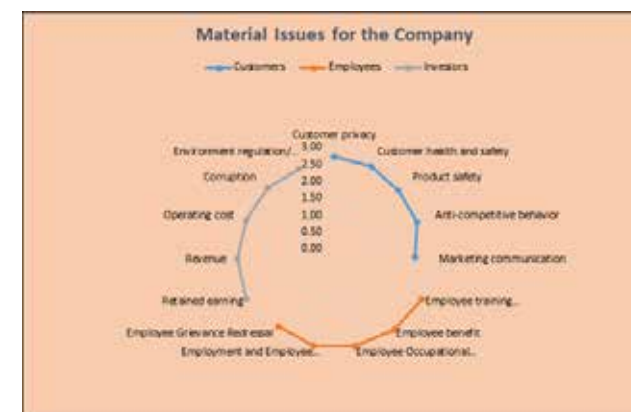 Material Issues for the Company
Customers Employees Investors
Customer privacy
3.00
Environment regulation/...
Customer health and safety
2.50
Corruption
2.00
Product safety
1.50
Operating cost
1.00
Anti-competitive behavior
0.50
0.00
Revenue
Marketing communication
Retained earning
Employee training...
Employee Grievance Redressal
Employee benefit
Employment and Employee...
Employee Occupational...